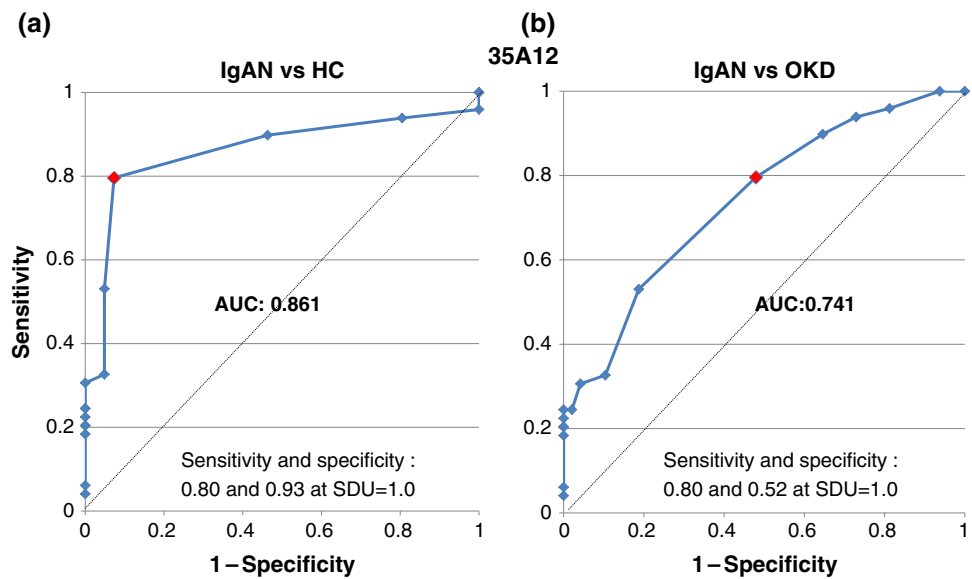 (a)
(b)
35A12
IgAN vs HC
IgAN vs OKD
1
0.8
0.6
0.4
0.2
0
0
0.2
0.4
0.6
0.8
1
Sensitivity
1–Specificity
AUC: 0.861
Sensitivity and specificity :
0.80 and 0.93 at SDU=1.0
1
0.8
0.6
0.4
0.2
0
0
0.2
0.4
0.6
0.8
1
1–Specificity
AUC:0.741
Sensitivity and specificity :
0.80 and 0.52 at SDU=1.0